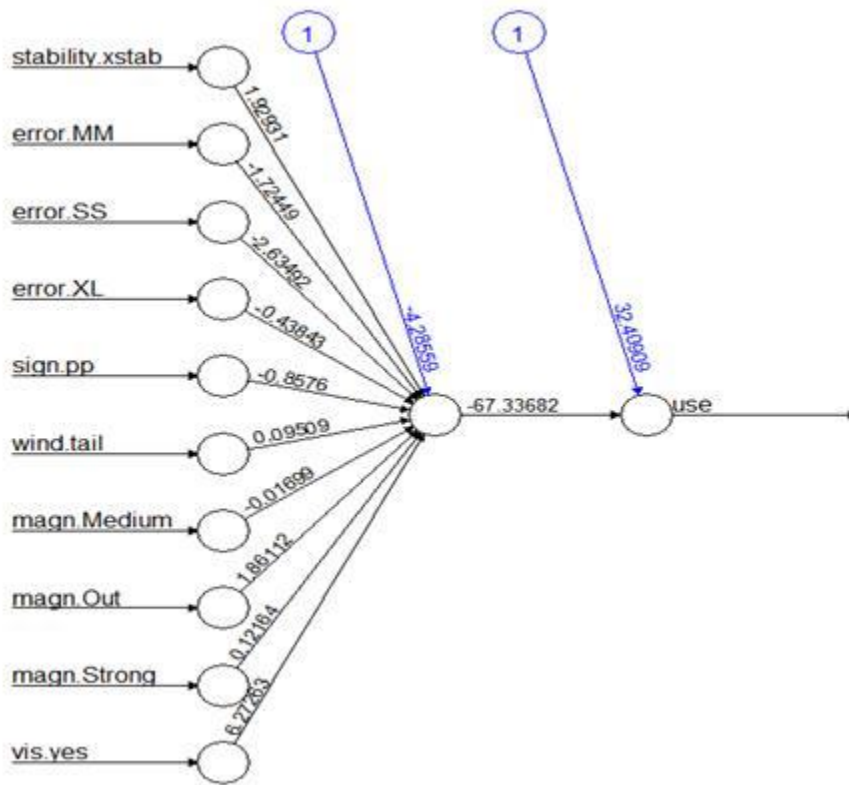 1
1
stability.xstab
1.92931
error.MM
-1.72449
error.SS
-2.63492
error.XL
-0.43843
-4.28559
32.40909
sign.pp
-0.8576
-67.33682
use
wind.tail
0.09509
magn.Medium
-0.01699
magn.Out
1.86112
magn.Strong
0.12164
vis.yes
6.27263